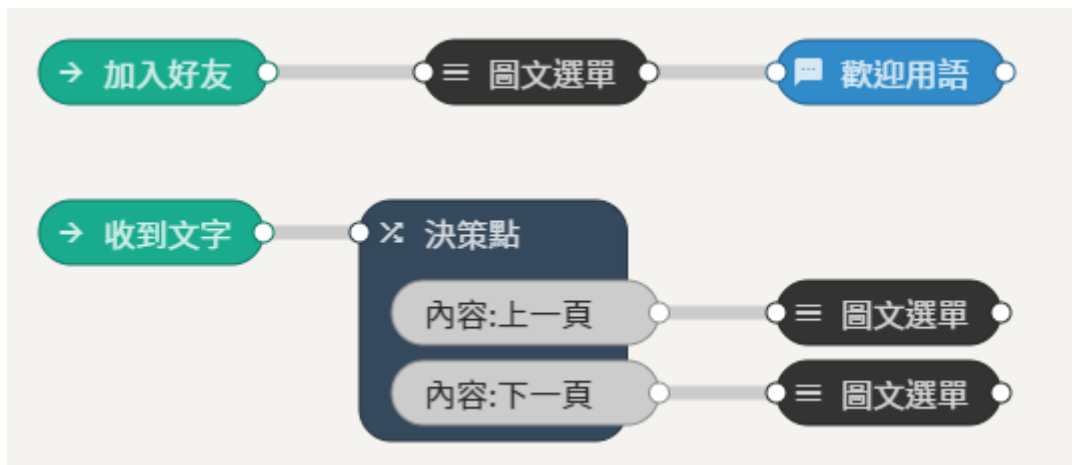 加入好友
圖文選單
歡迎用語
收到文字
決策點
內容:上一頁
圖文選單
內容:下一頁
圖文選單